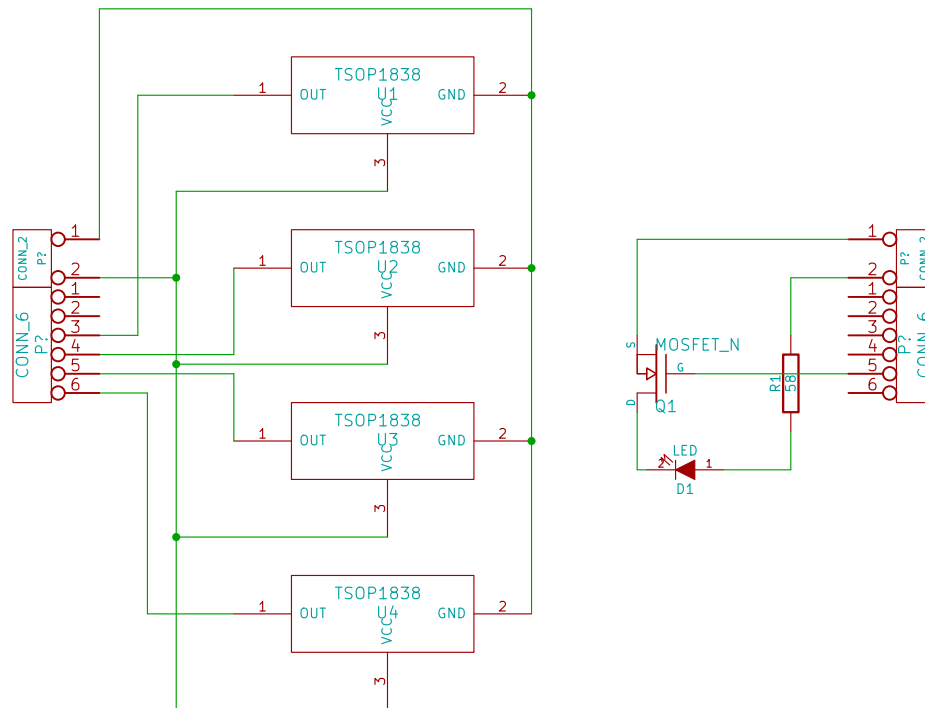 TSOP1838
U1
OUT
GND
VCC
1
2
3
TSOP1838
U2
OUT
GND
VCC
1
2
3
TSOP1838
U3
OUT
GND
VCC
1
2
3
TSOP1838
U4
OUT
GND
VCC
1
2
3
CONN_2
P?
1
2
CONN_6
P?
1
2
3
4
5
6
MOSFET_N
Q1
S
G
D
LED
D1
2
1
R1
58
1
2
P?
1
2
3
4
5
6
P?